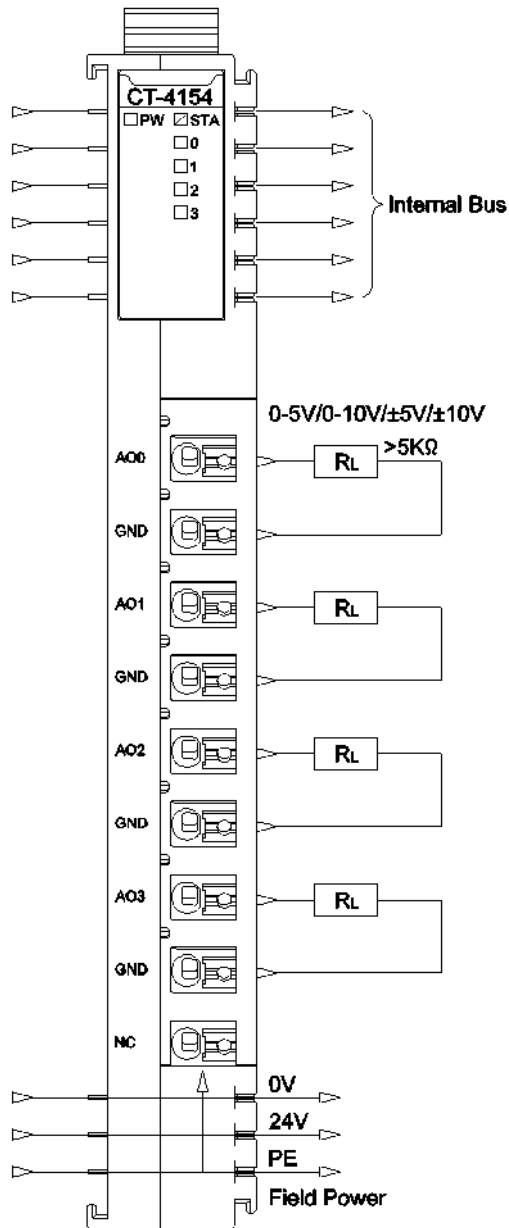 CT-4154
PW STA
0
1
2
3
Internal Bus
0-5V/0-10V/±5V/±10V
AO0 RL >5KΩ
GND
AO1 RL
GND
AO2 RL
GND
AO3 RL
GND
NC
0V
24V
PE
Field Power